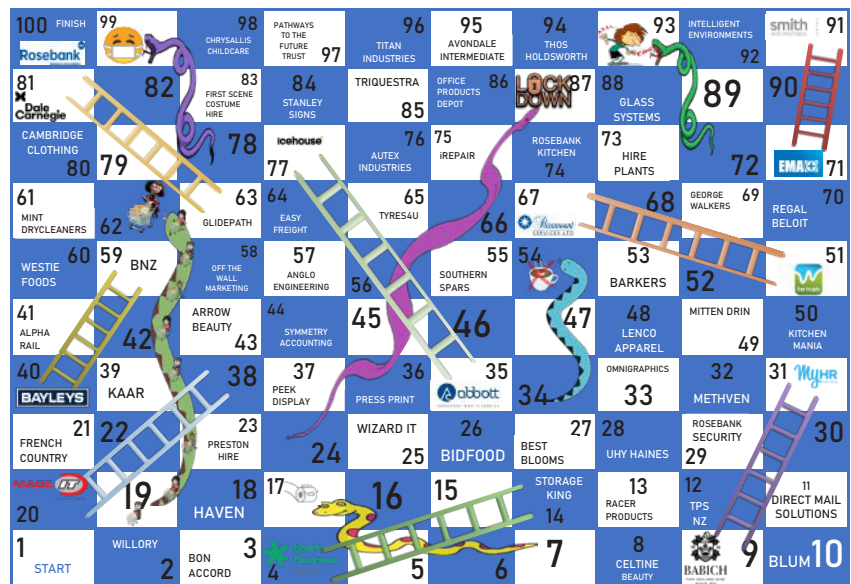 100 FINISH
Rosebank
99
98
CHRYSALLIS
CHILDCARE
PATHWAYS
TO THE
FUTURE
TRUST 97
96
TITAN
INDUSTRIES
95
AVONDALE
INTERMEDIATE
94
THOS
HOLDSWORTH
93
INTELLIGENT
ENVIRONMENTS
92
smith
91
81
Dale
Carnegie
82
83
FIRST SCENE
COSTUME
HIRE
84
STANLEY
SIGNS
TRIQUESTRA
85
OFFICE 86
PRODUCTS
DEPOT
LOCK
DOWN
87
88
GLASS
SYSTEMS
89
90
CAMBRIDGE
CLOTHING
80
79
78
icehouse
77
76
AUTEX
INDUSTRIES
75
iREPAIR
ROSEBANK
KITCHEN
74
73
HIRE
PLANTS
72
EMA
71
61
MINT
DRYCLEANERS
62
63
GLIDEPATH
64
EASY
FREIGHT
65
TYRES4U
66
67
Paramount
SERVICES LTD
68
GEORGE 69
WALKERS
70
REGAL
BELOIT
60
WESTIE
FOODS
59
BNZ
58
OFF THE
WALL
MARKETING
57
ANGLO
ENGINEERING
56
55
SOUTHERN
SPARS
54
53
BARKERS
52
51
41
ALPHA
RAIL
42
ARROW
BEAUTY
43
44
SYMMETRY
ACCOUNTING
45
46
47
48
LENCO
APPAREL
MITTEN DRIN
49
50
KITCHEN
MANIA
40
BAYLEYS
39
KAAR
38
37
PEEK
DISPLAY
36
PRESS PRINT
35
abbott
34
OMNIGRAPHICS
33
32
METHVEN
31 MyHR
21
FRENCH
COUNTRY
22
23
PRESTON
HIRE
24
WIZARD IT
25
26
BIDFOOD
27
BEST
BLOOMS
28
UHY HAINES
ROSEBANK
SECURITY
29
30
MADE IT
20
19
18
HAVEN
17
16
15
STORAGE
KING
14
13
RACER
PRODUCTS
12
TPS
NZ
11
DIRECT MAIL
SOLUTIONS
1
START
WILLORY
2
3
BON
ACCORD
4
5
6
7
8
CELTINE
BEAUTY
BABICH
9
BLUM 10